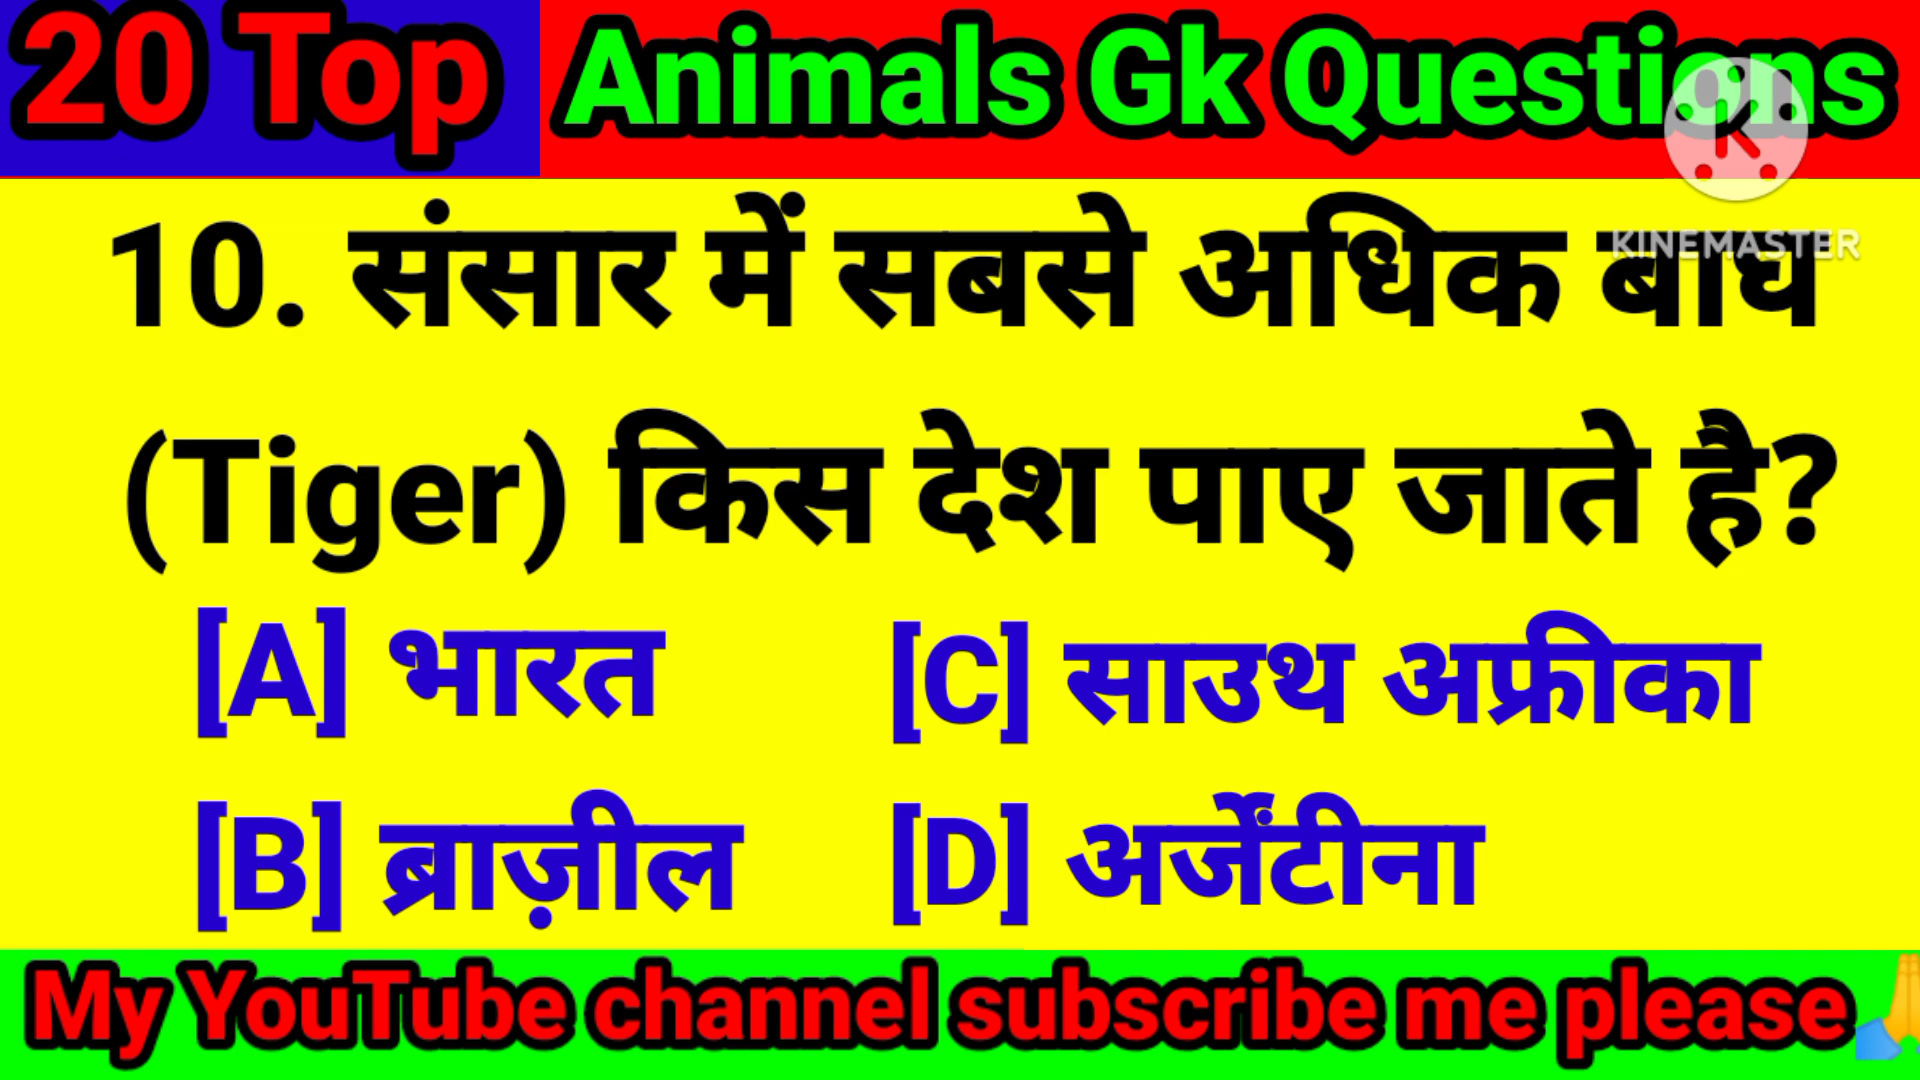 20 Top Animals Gk Questions
KINEMASTER
10. संसार में सबसे अधिक बाघ
(Tiger) किस देश पाए जाते है?
[A] भारत [C] साउथ अफ्रीका
[B] ब्राज़ील [D] अर्जेंटीना
My YouTube channel subscribe me please🙏